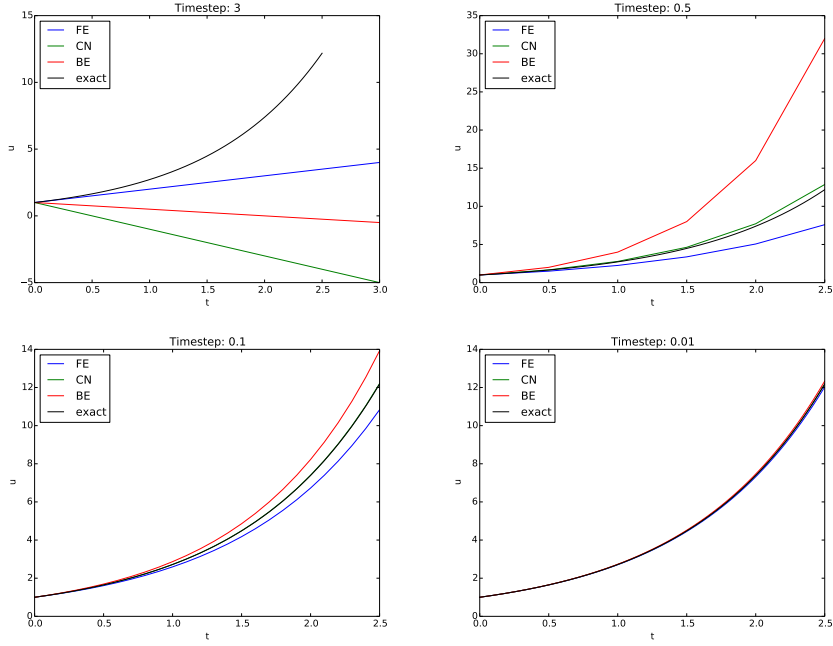 Timestep: 3
FE
CN
BE
exact
15
10
5
0
−5
u
0.0 0.5 1.0 1.5 2.0 2.5 3.0
t
Timestep: 0.5
FE
CN
BE
exact
35
30
25
20
15
10
5
0
u
0.0 0.5 1.0 1.5 2.0 2.5
t
Timestep: 0.1
FE
CN
BE
exact
14
12
10
8
6
4
2
0
u
0.0 0.5 1.0 1.5 2.0 2.5
t
Timestep: 0.01
FE
CN
BE
exact
14
12
10
8
6
4
2
0
u
0.0 0.5 1.0 1.5 2.0 2.5
t